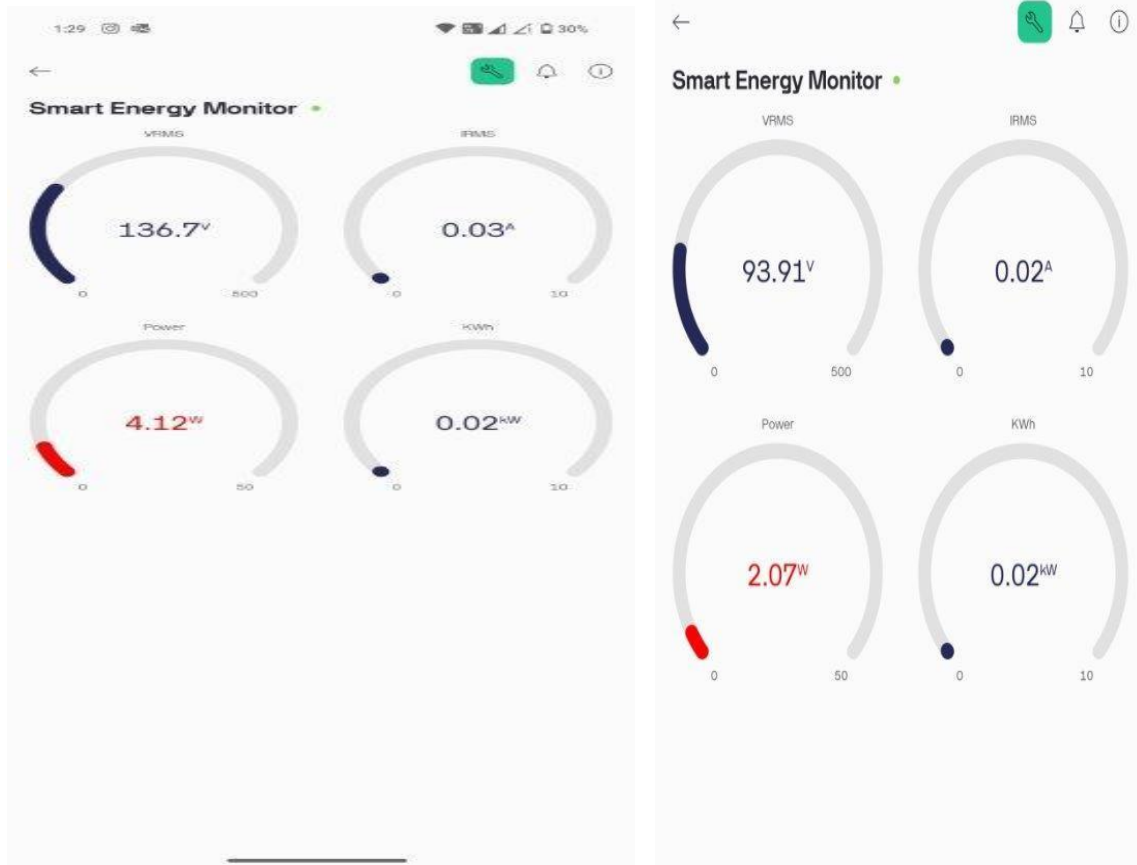 1:29 30%
Smart Energy Monitor
VRMS IRMS
136.7V 0.03A
0 500 0 10
Power KWh
4.12W 0.02kW
0 50 0 10
Smart Energy Monitor
VRMS IRMS
93.91V 0.02A
0 500 0 10
Power KWh
2.07W 0.02kW
0 50 0 10